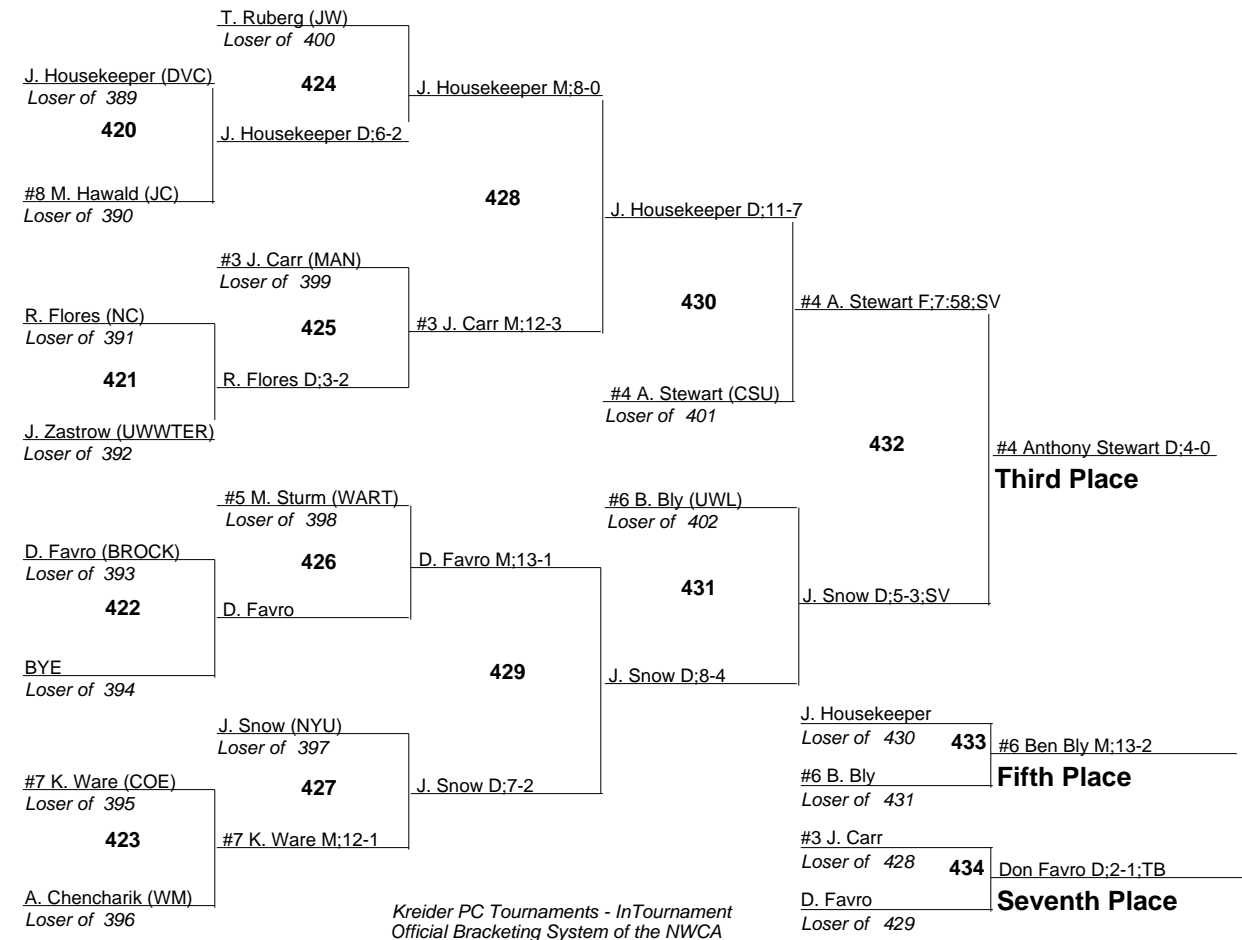 T. Ruberg (JW)
Loser of 400
J. Housekeeper (DVC)
Loser of 389
424
J. Housekeeper M;8-0
420
J. Housekeeper D;6-2
#8 M. Hawald (JC)
Loser of 390
428
J. Housekeeper D;11-7
#3 J. Carr (MAN)
Loser of 399
R. Flores (NC)
Loser of 391
425
#3 J. Carr M;12-3
430
#4 A. Stewart F;7:58;SV
421
R. Flores D;3-2
#4 A. Stewart (CSU)
Loser of 401
J. Zastrow (UWWTER)
Loser of 392
432
#4 Anthony Stewart D;4-0
Third Place
#5 M. Sturm (WART)
Loser of 398
#6 B. Bly (UWL)
Loser of 402
D. Favro (BROCK)
Loser of 393
426
D. Favro M;13-1
431
J. Snow D;5-3;SV
422
D. Favro
BYE
Loser of 394
429
J. Snow D;8-4
J. Snow (NYU)
Loser of 397
J. Housekeeper
Loser of 430
433
#6 Ben Bly M;13-2
Fifth Place
#6 B. Bly
Loser of 431
#7 K. Ware (COE)
Loser of 395
427
J. Snow D;7-2
423
#7 K. Ware M;12-1
#3 J. Carr
Loser of 428
434
Don Favro D;2-1;TB
Seventh Place
D. Favro
Loser of 429
A. Chencharik (WM)
Loser of 396
Kreider PC Tournaments - InTournament
Official Bracketing System of the NWCA